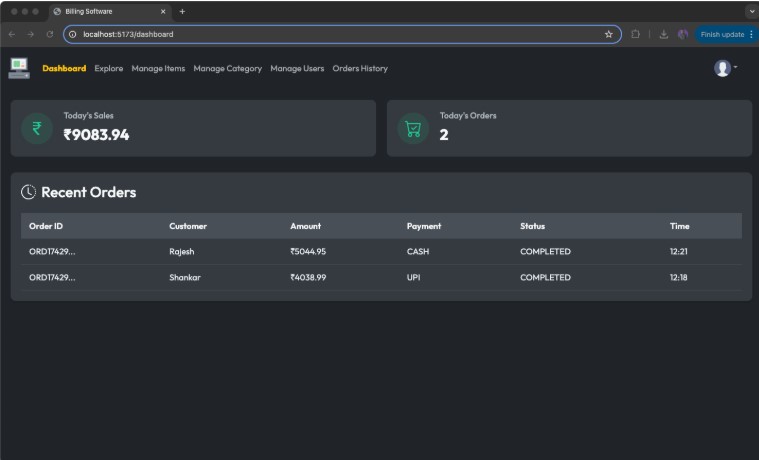 Billing Software
localhost:5173/dashboard
Finish update
Dashboard Explore Manage Items Manage Category Manage Users Orders History
Today's Sales
₹9083.94
Today's Orders
2
Recent Orders
Order ID Customer Amount Payment Status Time
ORD17429... Rajesh ₹5044.95 CASH COMPLETED 12:21
ORD17429... Shankar ₹4038.99 UPI COMPLETED 12:18